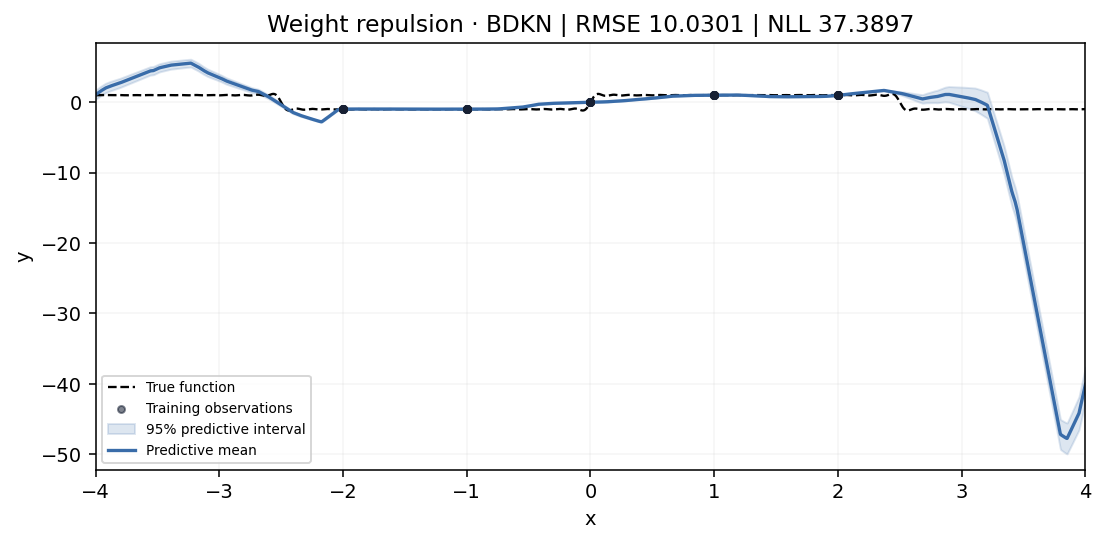 Weight repulsion · BDKN | RMSE 10.0301 | NLL 37.3897
y
0
−10
−20
−30
−40
−50
True function
Training observations
95% predictive interval
Predictive mean
−4 −3 −2 −1 0 1 2 3 4
x